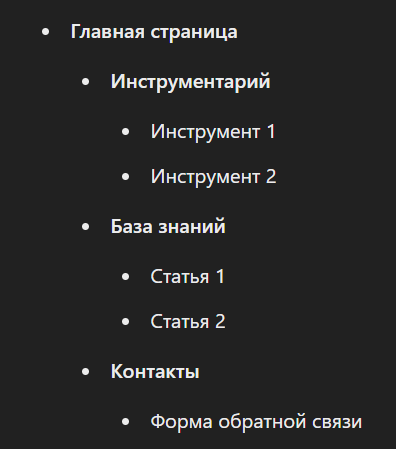 Главная страница
Инструментарий
Инструмент 1
Инструмент 2
База знаний
Статья 1
Статья 2
Контакты
Форма обратной связи